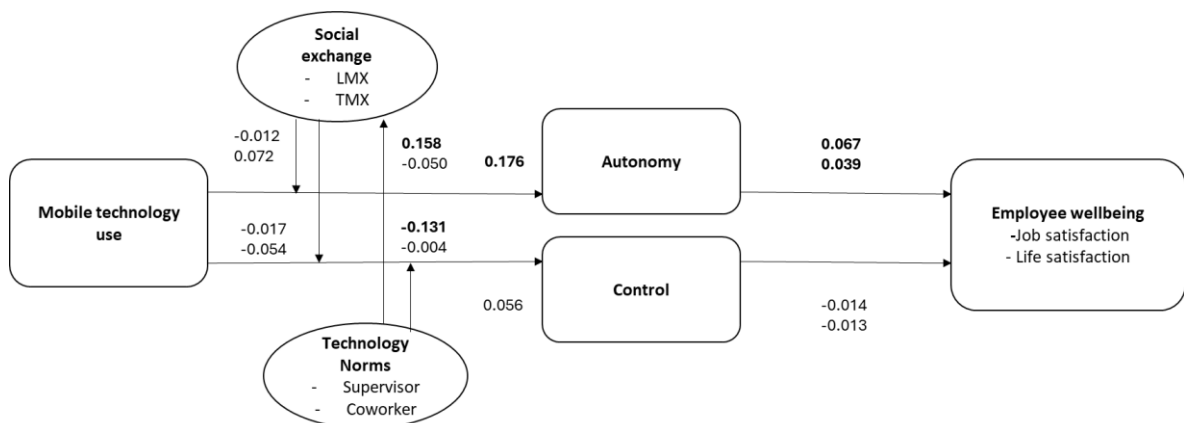 Social
exchange
- LMX
- TMX
-0.012
0.072
0.158
-0.050
0.176
Autonomy
0.067
0.039
Mobile technology
use
-0.017
-0.054
-0.131
-0.004
Employee wellbeing
-Job satisfaction
- Life satisfaction
0.056
Control
-0.014
-0.013
Technology
Norms
- Supervisor
- Coworker